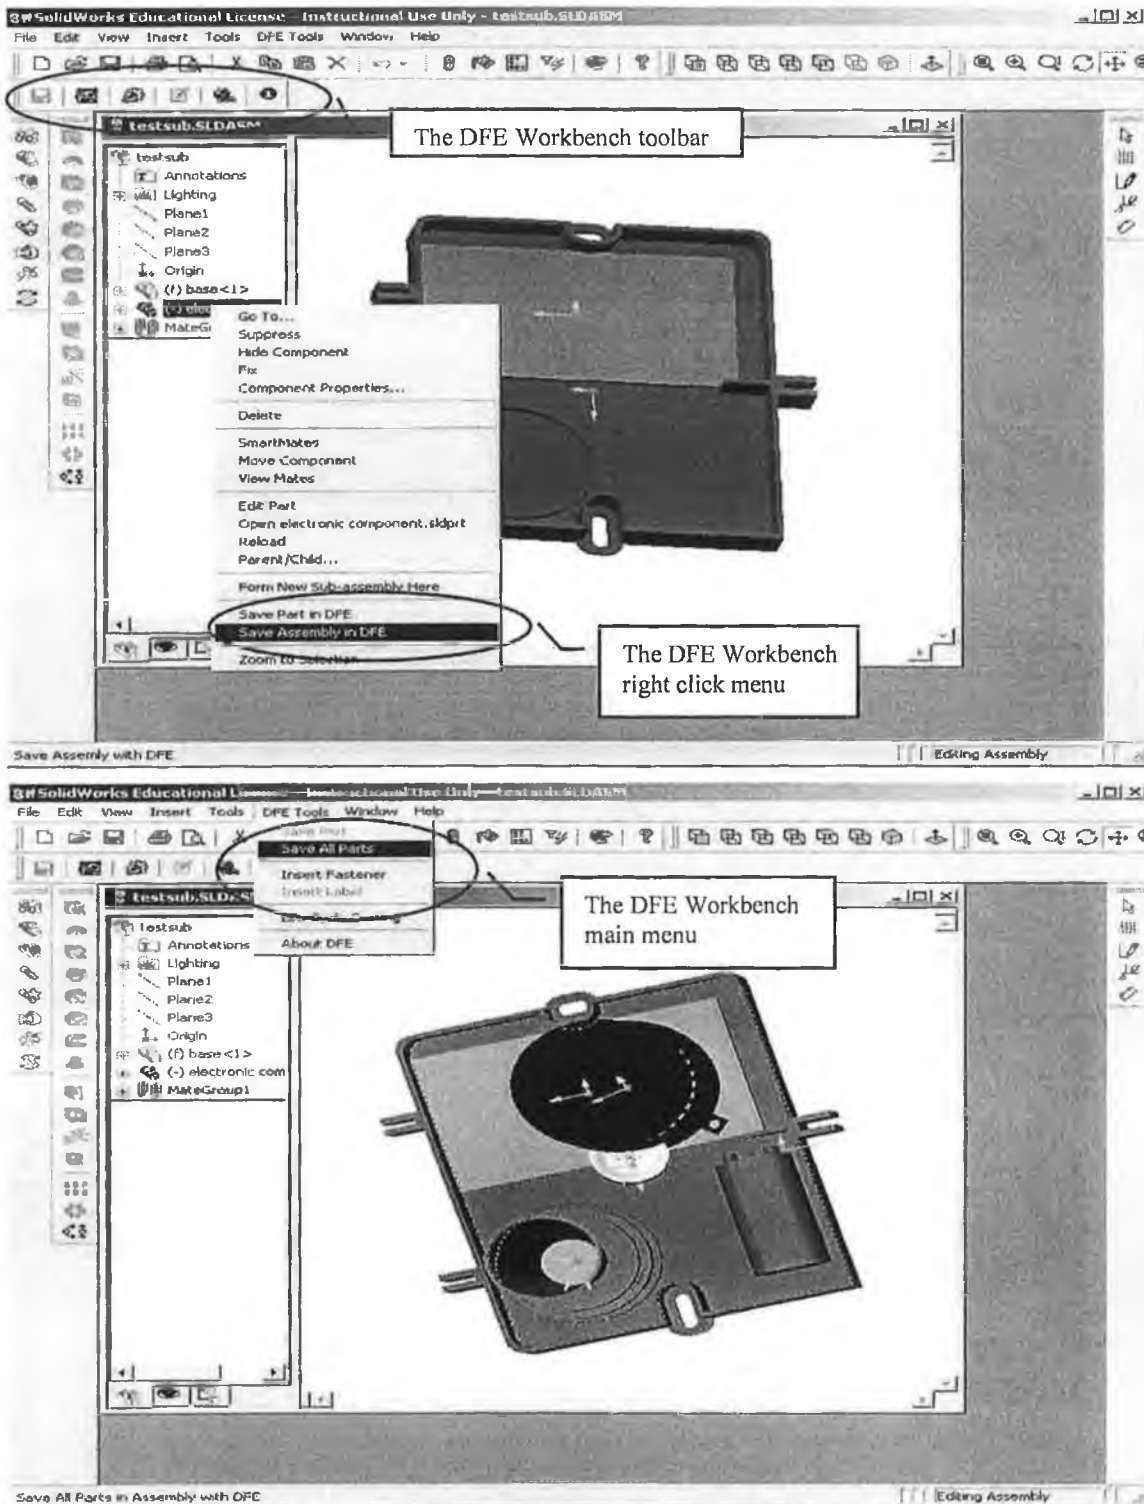 SolidWorks Educational License - Instructional Use Only - testsub.SLDASM
File Edit View Insert Tools DFE Tools Window Help
The DFE Workbench toolbar
testsub.SLDASM
testsub
Annotations
Lighting
Plane1
Plane2
Plane3
Origin
(f) base<1>
(-) elec
MateG
Go To...
Suppress
Hide Component
Fix
Component Properties...
Delete
SmartMates
Move Component
View Mates
Edit Part
Open electronic component.sldprt
Reload
Parent/Child...
Form New Sub-assembly Here
Save Part in DFE
Save Assembly in DFE
Zoom to Selection
The DFE Workbench
right click menu
Save Assemly with DFE
Editing Assembly
SolidWorks Educational License - Instructional Use Only - testsub.SLDASM
File Edit View Insert Tools DFE Tools Window Help
Save Part
Save All Parts
Insert Fastener
Insert Label
About DFE
The DFE Workbench
main menu
testsub.SLDAS
testsub
Annotations
Lighting
Plane1
Plane2
Plane3
Origin
(f) base<1>
(-) electronic com
MateGroup1
Save All Parts in Assembly with DFE
Editing Assembly